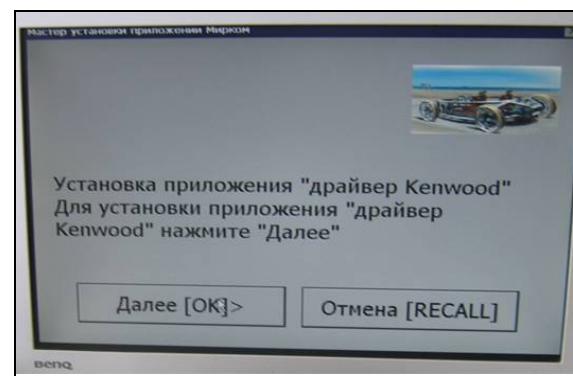 Мастер установки приложений Мирком
Установка приложения "драйвер Kenwood"
Для установки приложения "драйвер
Kenwood" нажмите "Далее"
Далее [OK]>
Отмена [RECALL]
BenQ